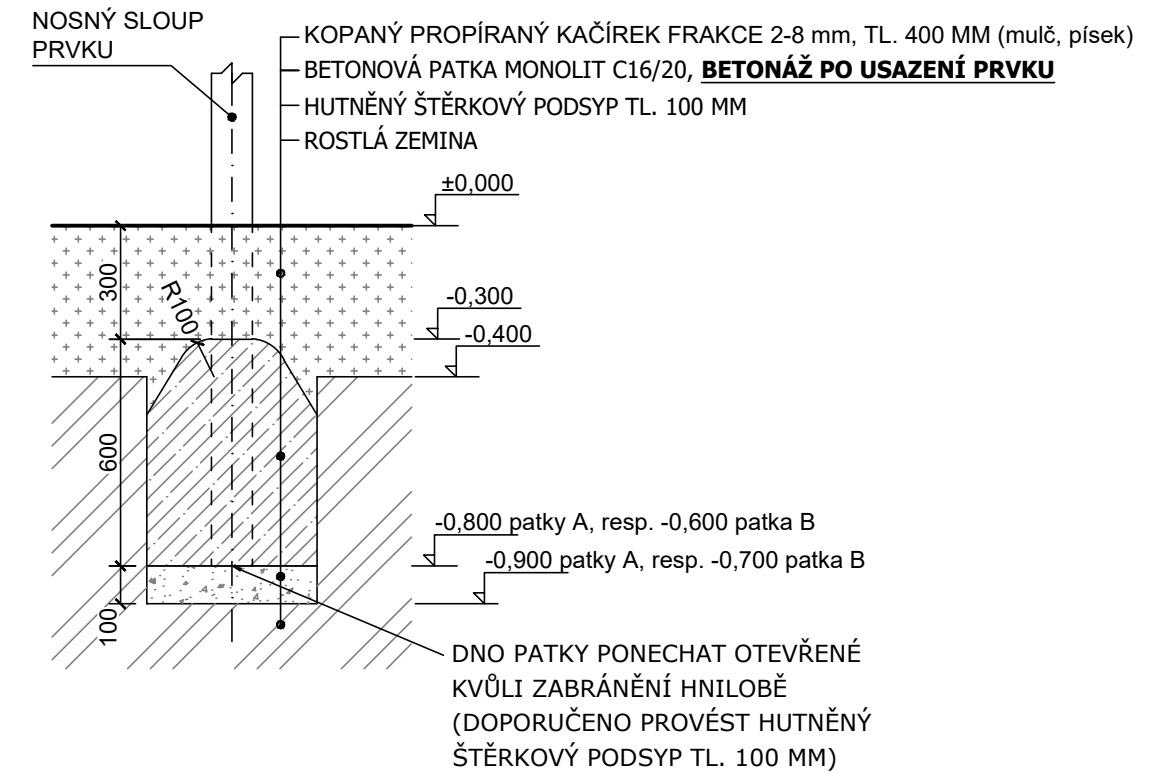 NOSNÝ SLOUP
PRVKU
KOPANÝ PROPÍRANÝ KAČÍREK FRAKCE 2-8 mm, TL. 400 MM (mulč, písek)
BETONOVÁ PATKA MONOLIT C16/20, BETONÁŽ PO USAZENÍ PRVKU
HUTNĚNÝ ŠTĚRKOVÝ PODSYP TL. 100 MM
ROSTLÁ ZEMINA
±0,000
300
R100
-0,300
-0,400
600
-0,800 patky A, resp. -0,600 patka B
-0,900 patky A, resp. -0,700 patka B
100
DNO PATKY PONECHAT OTEVŘENÉ
KVŮLI ZABRÁNĚNÍ HNILOBĚ
(DOPORUČENO PROVÉST HUTNĚNÝ
ŠTĚRKOVÝ PODSYP TL. 100 MM)